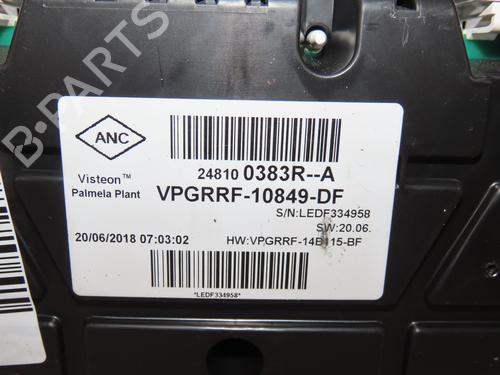 B-PARTS
ANC
Visteon™
Palmela Plant
24810 0383R--A
VPGRRF-10849-DF
S/N:LEDF334958
SW:20.06.
20/06/2018 07:03:02
HW:VPGRRF-14B115-BF
*LEDF334958*